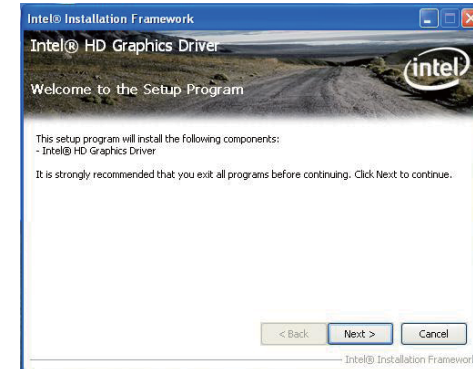 Intel® Installation Framework
Intel® HD Graphics Driver
intel
Welcome to the Setup Program
This setup program will install the following components:
- Intel® HD Graphics Driver
It is strongly recommended that you exit all programs before continuing. Click Next to continue.
< Back Next > Cancel
Intel® Installation Framework